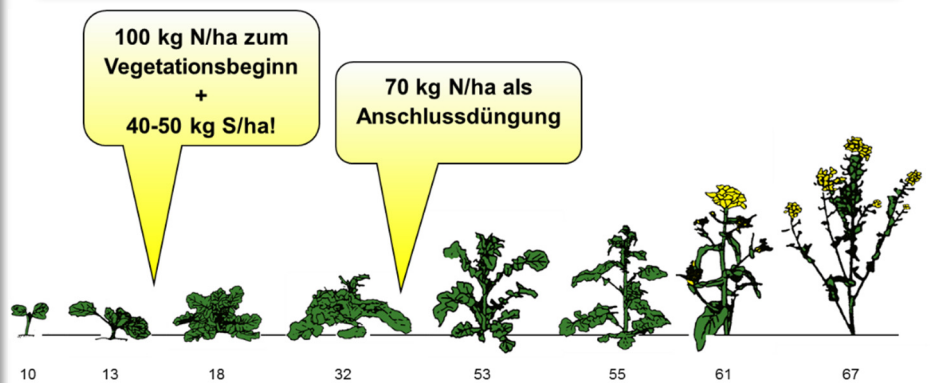 100 kg N/ha zum
Vegetationsbeginn
+
40-50 kg S/ha!
70 kg N/ha als
Anschlussdüngung
10 13 18 32 53 55 61 67